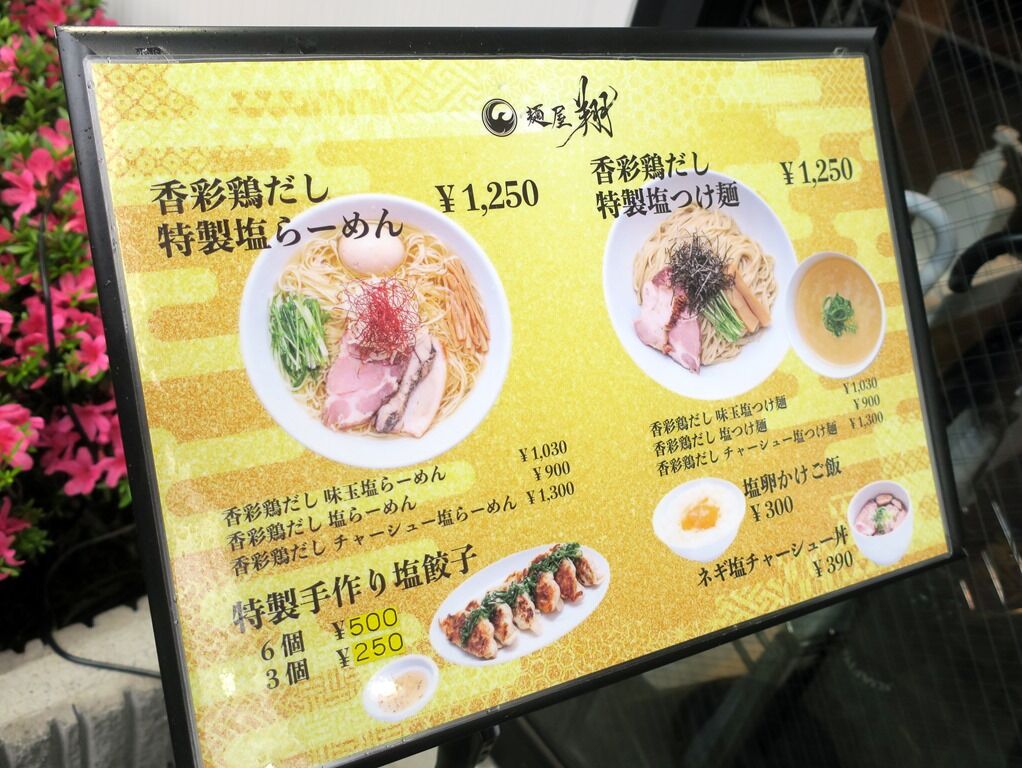 麺屋 翔
香彩鶏だし
特製塩らーめん
¥1,250
香彩鶏だし 味玉塩らーめん ¥1,030
香彩鶏だし 塩らーめん ¥900
香彩鶏だし チャーシュー塩らーめん ¥1,300
特製手作り塩餃子
6個 ¥500
3個 ¥250
香彩鶏だし
特製塩つけ麺
¥1,250
香彩鶏だし 味玉塩つけ麺 ¥1,030
香彩鶏だし 塩つけ麺 ¥900
香彩鶏だし チャーシュー塩つけ麺 ¥1,300
塩卵かけご飯
¥300
ネギ塩チャーシュー丼
¥390